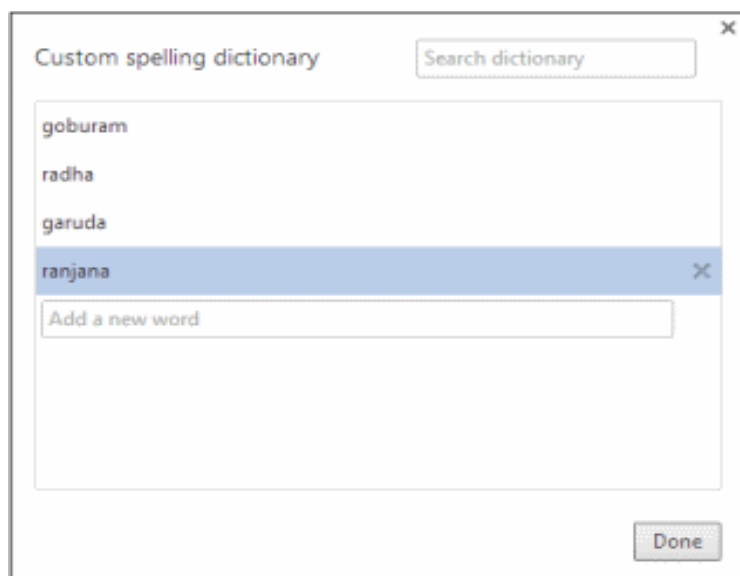 Custom spelling dictionary Search dictionary
goburam
radha
garuda
ranjana
Add a new word
Done